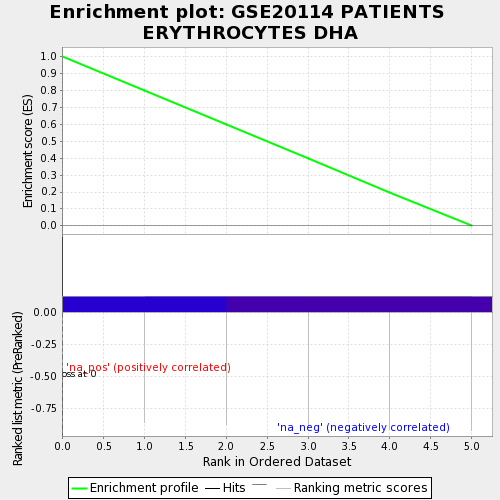 Enrichment plot: GSE20114 PATIENTS
ERYTHROCYTES DHA
Enrichment score (ES)
1.0
0.9
0.8
0.7
0.6
0.5
0.4
0.3
0.2
0.1
0.0
Ranked list metric (PreRanked)
0.00
-0.25
-0.50
-0.75
'na_pos' (positively correlated)
oss at 0
'na_neg' (negatively correlated)
0.0 0.5 1.0 1.5 2.0 2.5 3.0 3.5 4.0 4.5 5.0
Rank in Ordered Dataset
Enrichment profile Hits Ranking metric scores